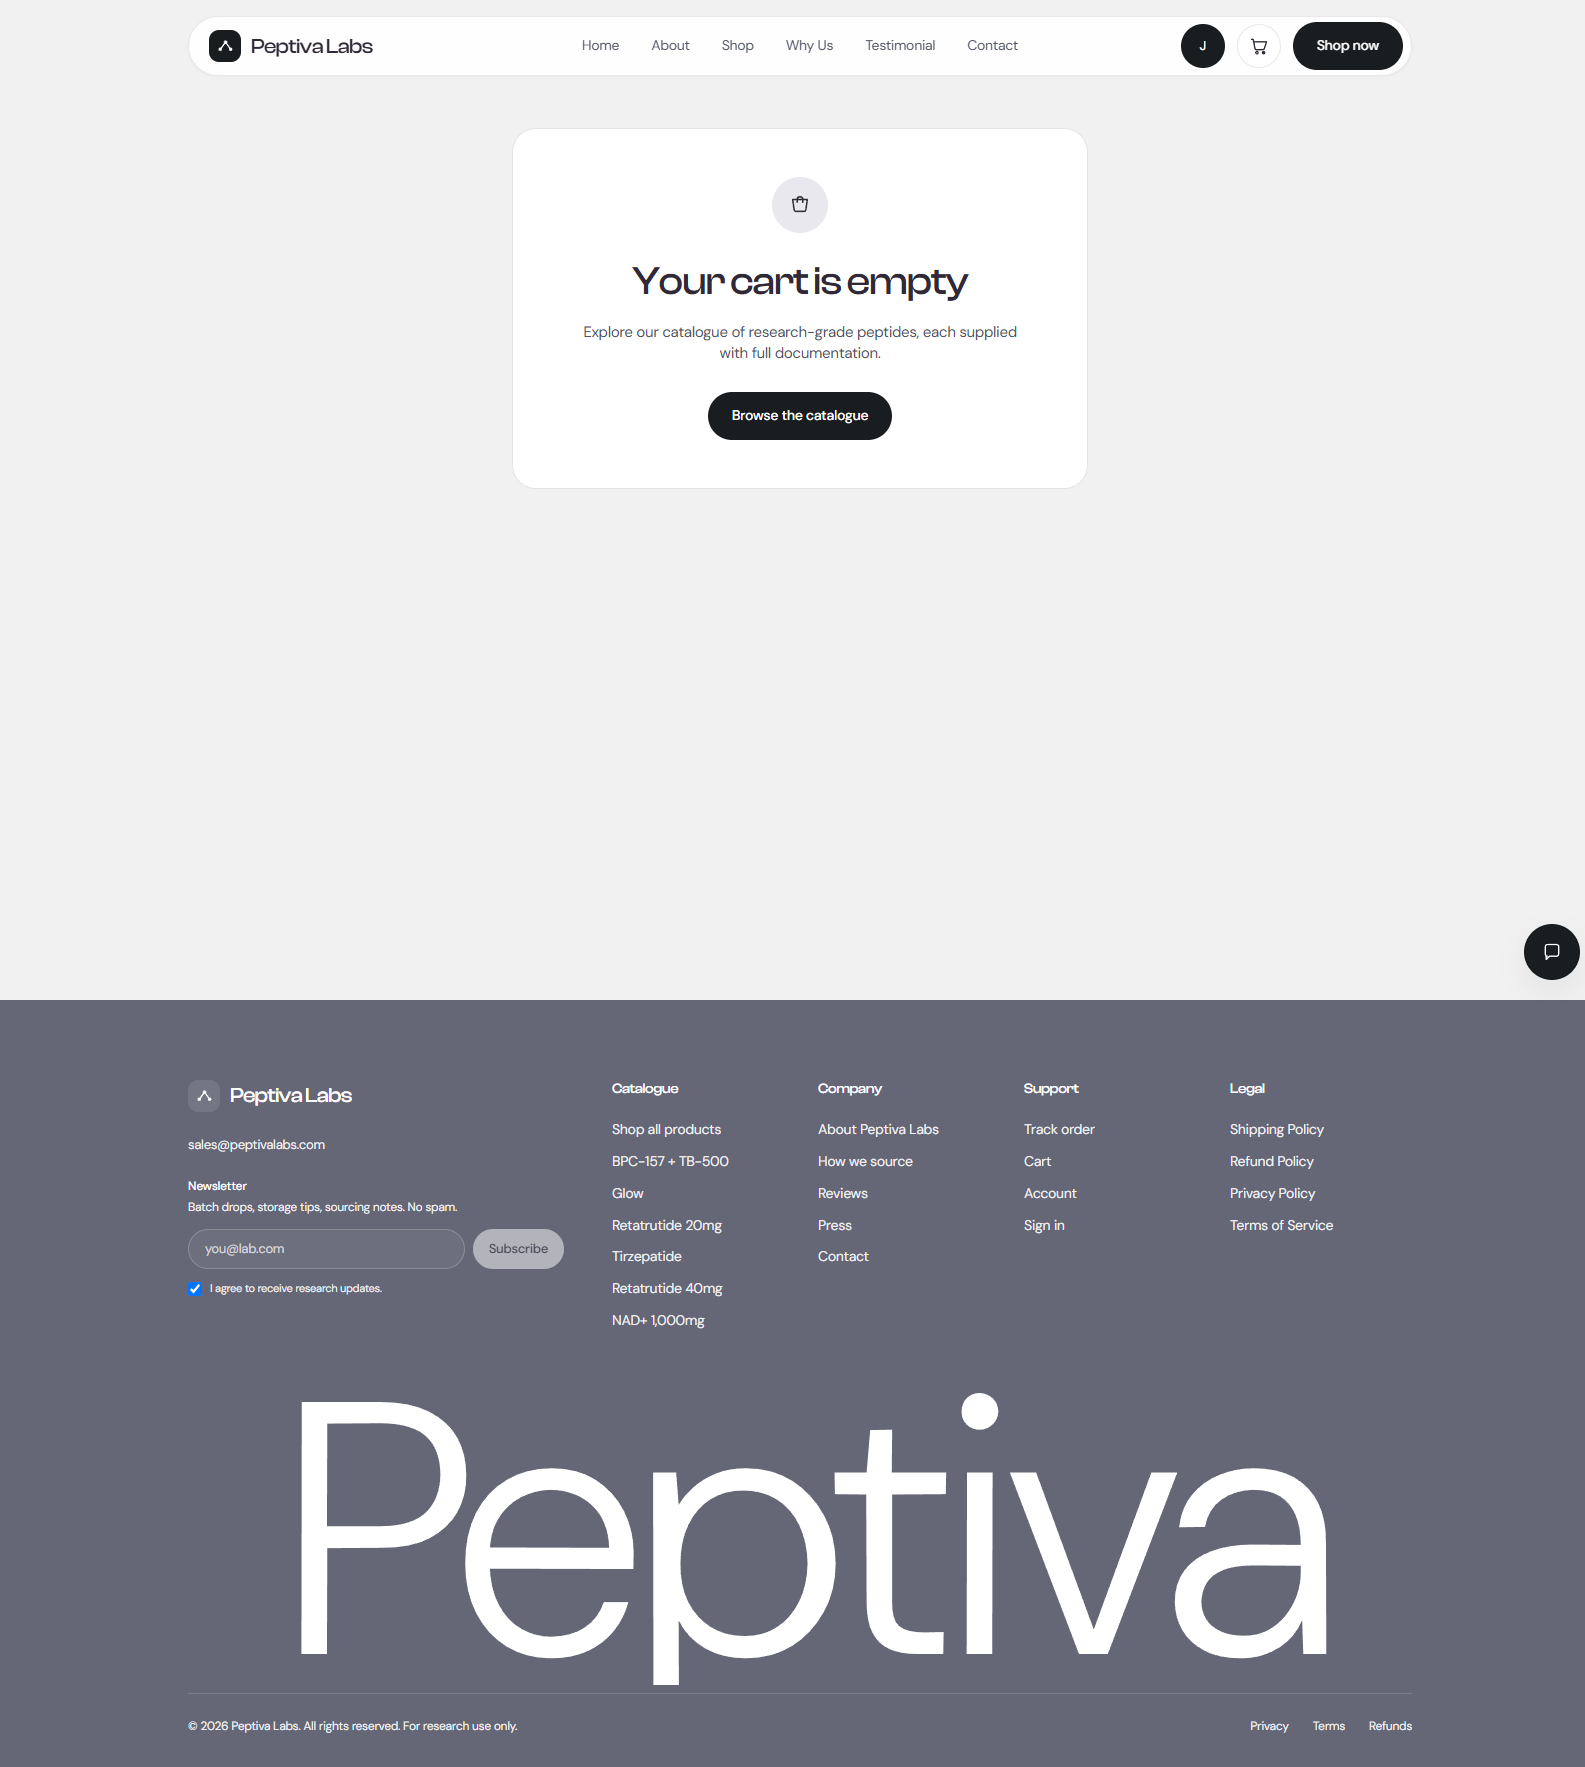 Peptiva Labs
Home About Shop Why Us Testimonial Contact
J
Shop now
Your cart is empty
Explore our catalogue of research-grade peptides, each supplied
with full documentation.
Browse the catalogue
Peptiva Labs
sales@peptivalabs.com
Newsletter
Batch drops, storage tips, sourcing notes. No spam.
you@lab.com
Subscribe
I agree to receive research updates.
Catalogue
Shop all products
BPC-157 + TB-500
Glow
Retatrutide 20mg
Tirzepatide
Retatrutide 40mg
NAD+ 1,000mg
Company
About Peptiva Labs
How we source
Reviews
Press
Contact
Support
Track order
Cart
Account
Sign in
Legal
Shipping Policy
Refund Policy
Privacy Policy
Terms of Service
Peptiva
© 2026 Peptiva Labs. All rights reserved. For research use only.
Privacy Terms Refunds